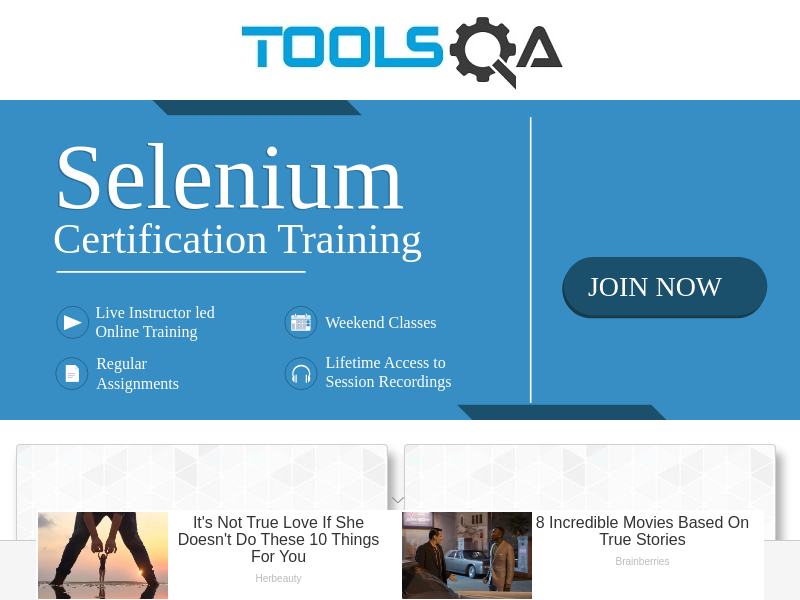 TOOLSQA
Selenium
Certification Training
JOIN NOW
Live Instructor led
Online Training
Weekend Classes
Regular
Assignments
Lifetime Access to
Session Recordings
It's Not True Love If She
Doesn't Do These 10 Things
For You
Herbeauty
8 Incredible Movies Based On
True Stories
Brainberries